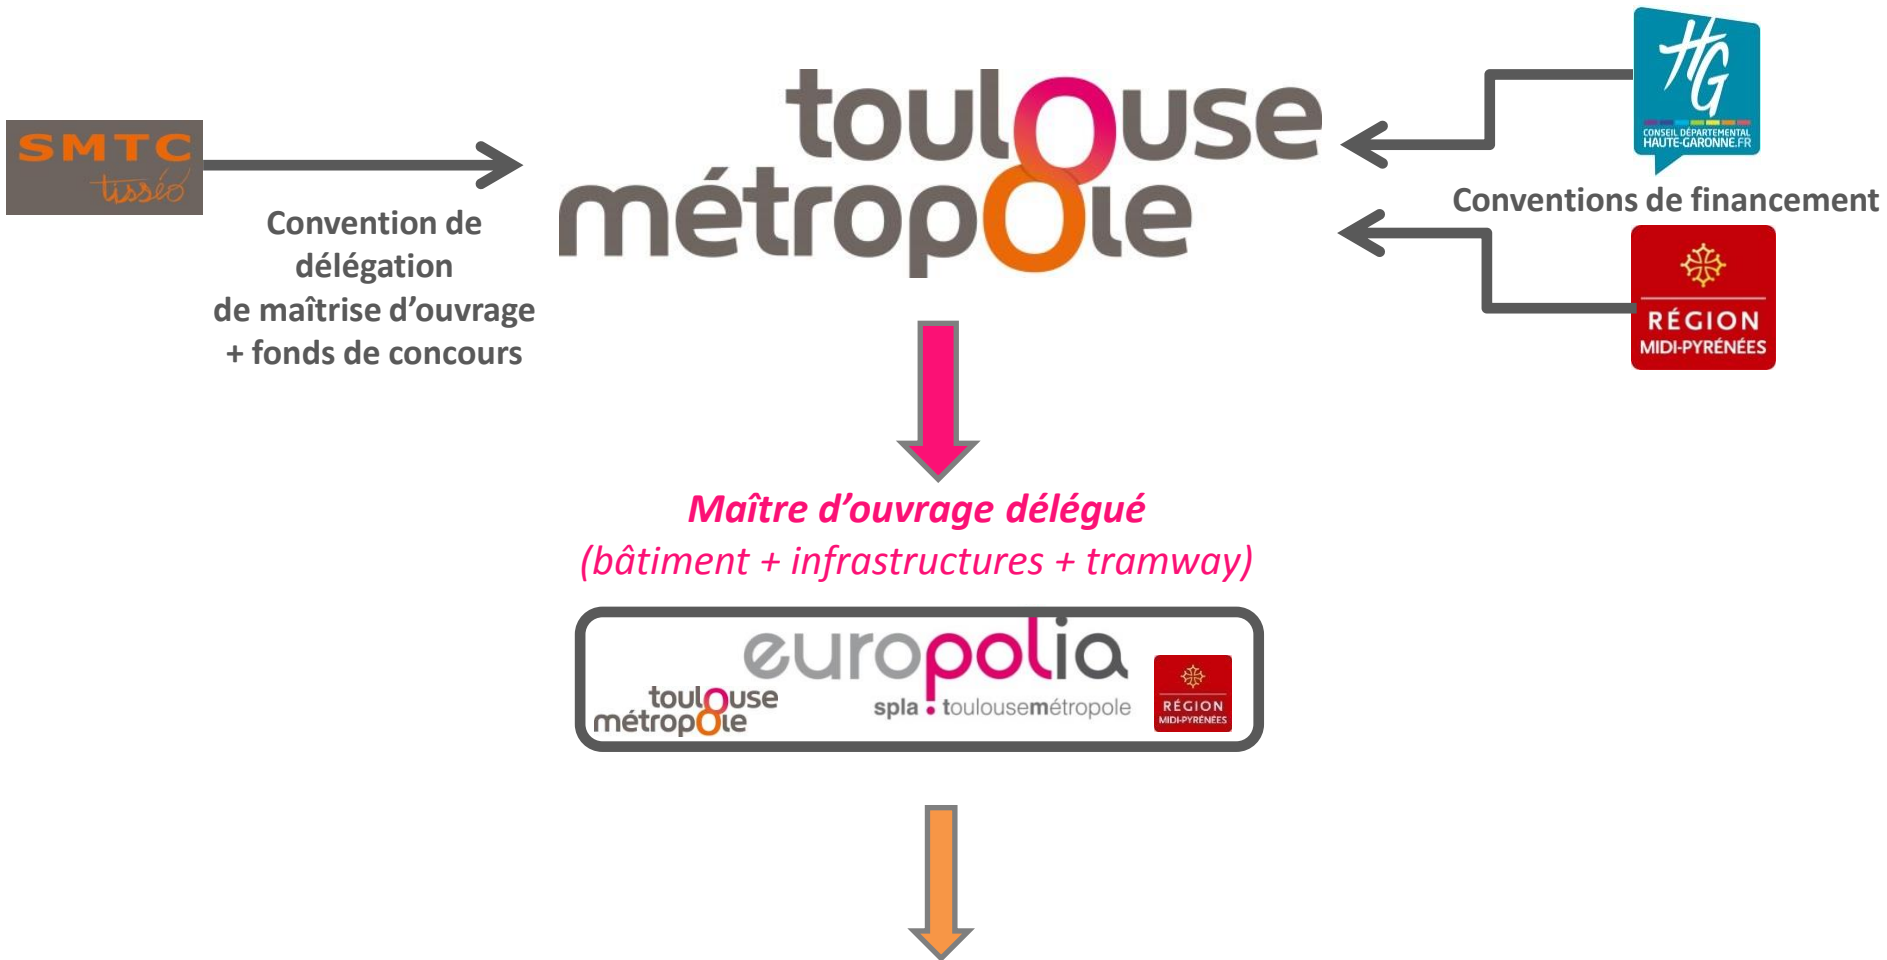 SMTC
tisséo
Convention de
délégation
de maîtrise d’ouvrage
+ fonds de concours
toulouse
métropole
HG
CONSEIL DÉPARTEMENTAL
HAUTE-GARONNE.FR
Conventions de financement
RÉGION
MIDI-PYRÉNÉES
Maître d’ouvrage délégué
(bâtiment + infrastructures + tramway)
europolia
spla toulousemétropole
toulouse
métropole
RÉGION
MIDI-PYRÉNÉES